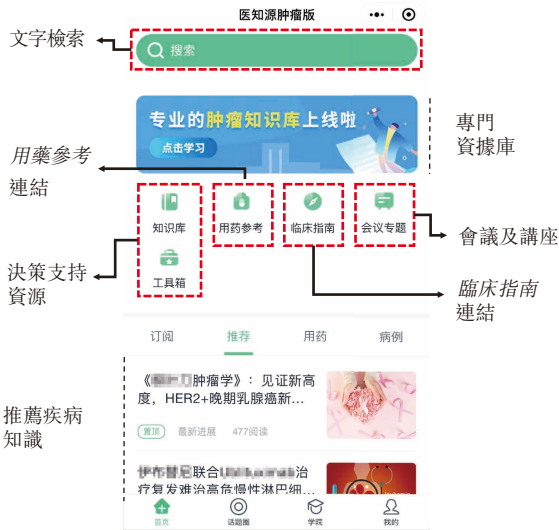 医知源肿瘤版
文字檢索
搜索
专业的肿瘤知识库上线啦
点击学习
專門
資據庫
用藥參考
連結
知识库
用药参考
临床指南
会议专题
會議及講座
工具箱
決策支持
資源
臨床指南
連結
订阅
推荐
用药
病例
《 肿瘤学》：见证新高
度，HER2+晚期乳腺癌新...
置顶
最新进展
477阅读
推薦疾病
知識
伊布替尼联合 治
疗复发难治高危慢性淋巴细...
首页
话题圈
学院
我的